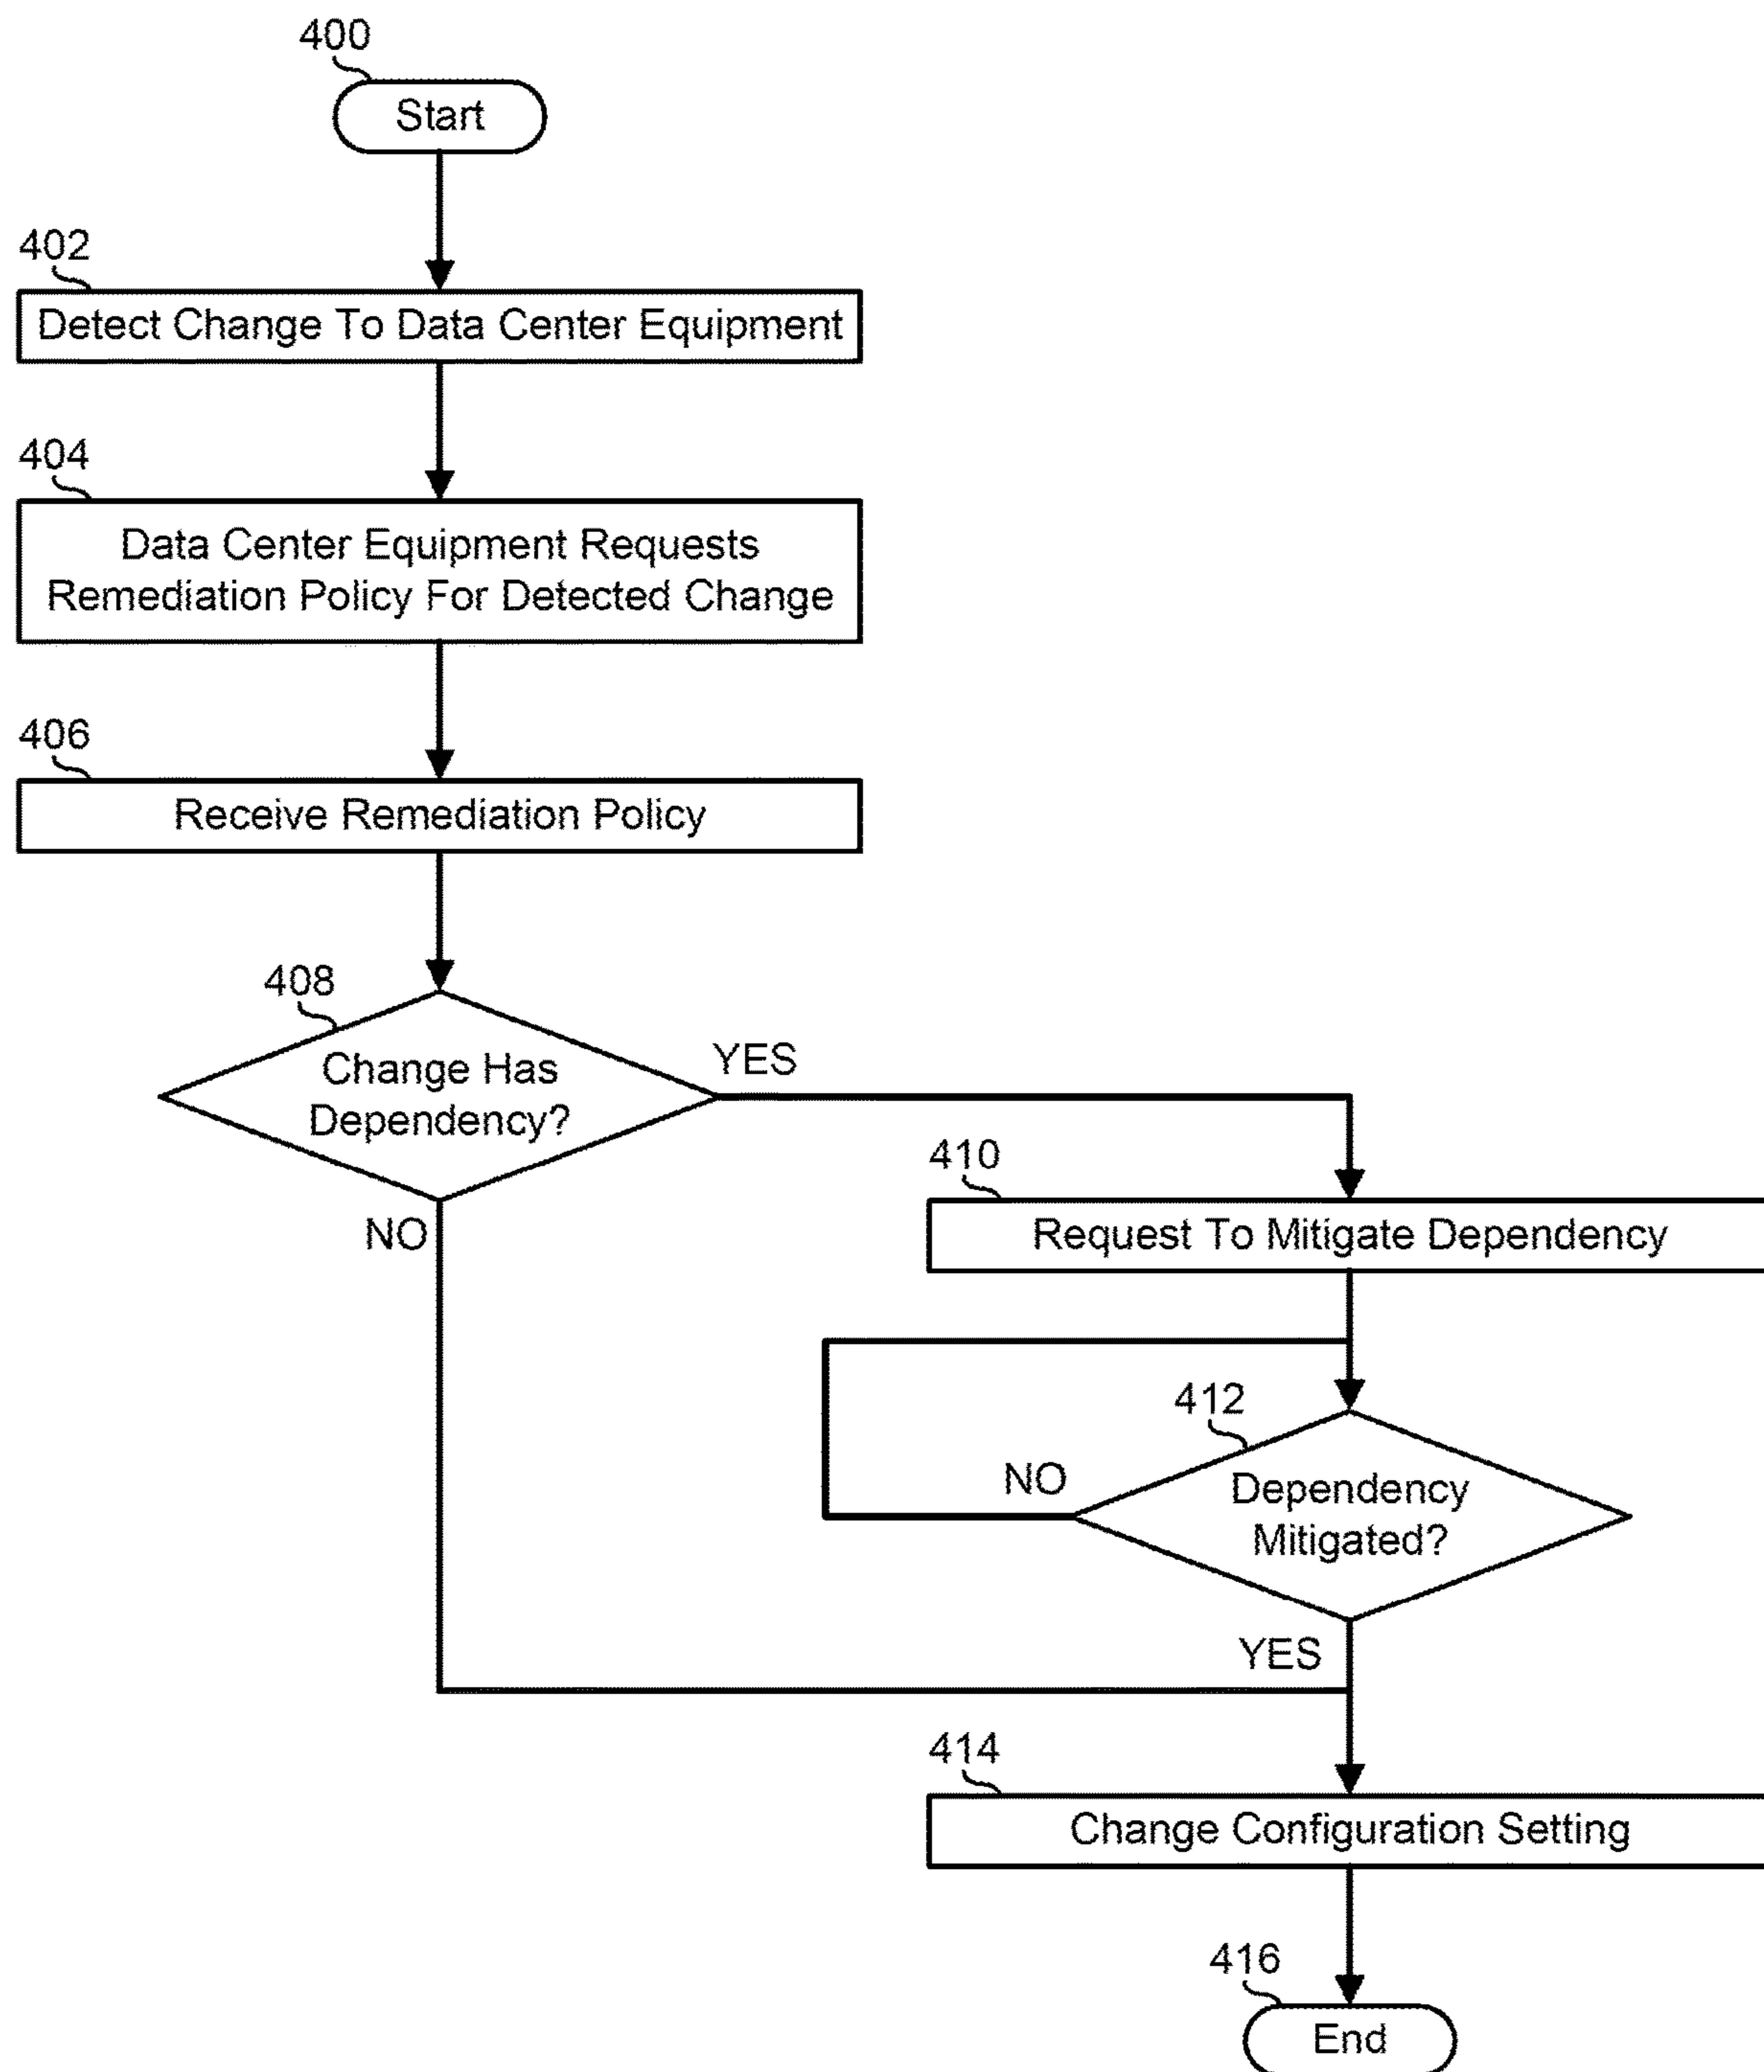 400
Start
402
Detect Change To Data Center Equipment
404
Data Center Equipment Requests
Remediation Policy For Detected Change
406
Receive Remediation Policy
408
Change Has
Dependency?
YES
NO
410
Request To Mitigate Dependency
412
NO
Dependency
Mitigated?
YES
414
Change Configuration Setting
416
End